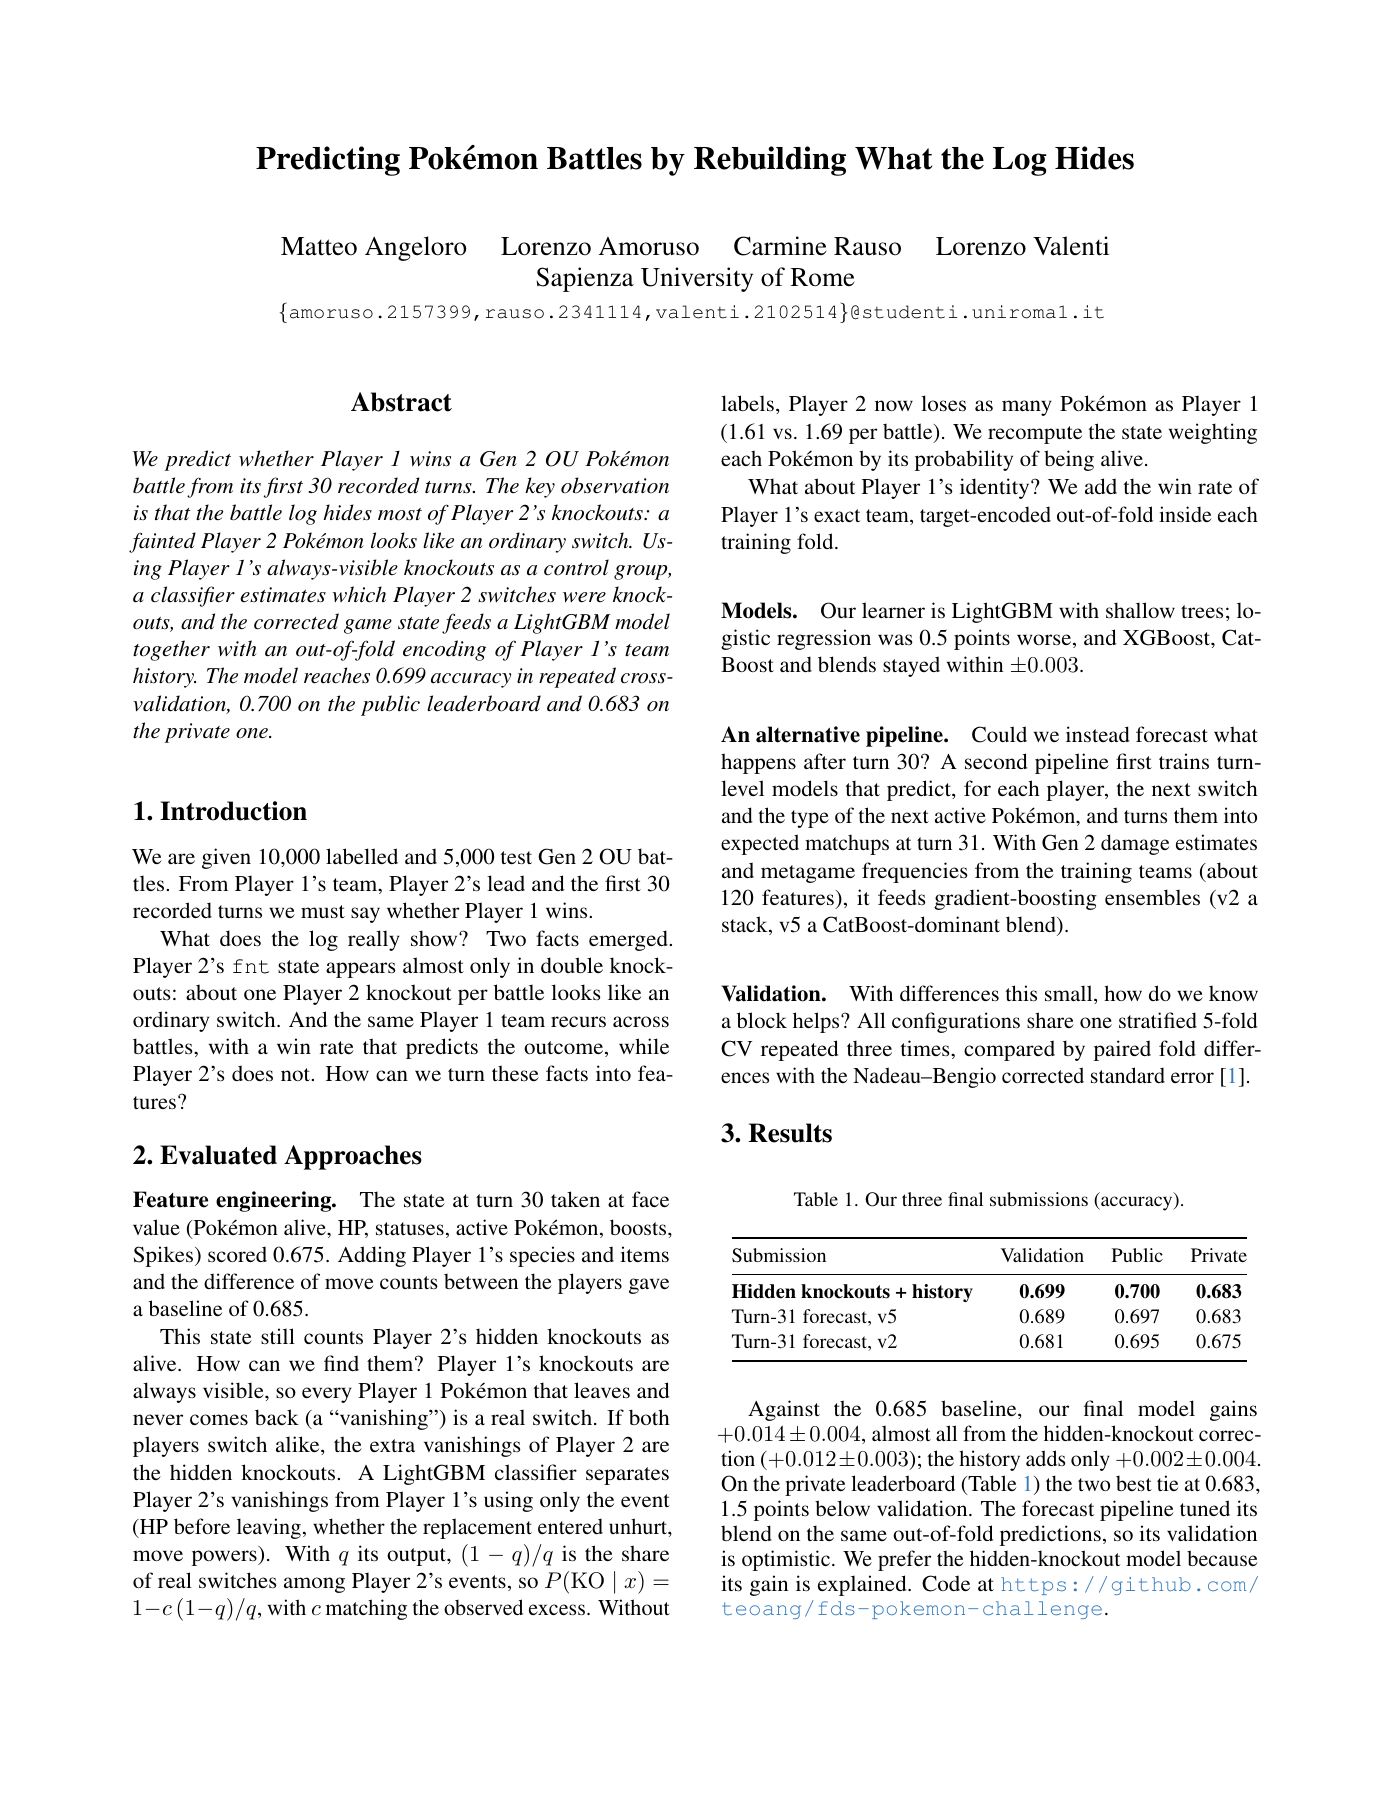 Predicting Pokémon Battles by Rebuilding What the Log Hides
Matteo Angeloro Lorenzo Amoruso Carmine Rauso Lorenzo Valenti
Sapienza University of Rome
{amoruso.2157399,rauso.2341114,valenti.2102514}@studenti.uniroma1.it
Abstract
We predict whether Player 1 wins a Gen 2 OU Pokémon
battle from its first 30 recorded turns. The key observation
is that the battle log hides most of Player 2's knockouts: a
fainted Player 2 Pokémon looks like an ordinary switch. Us-
ing Player 1's always-visible knockouts as a control group,
a classifier estimates which Player 2 switches were knock-
outs, and the corrected game state feeds a LightGBM model
together with an out-of-fold encoding of Player 1's team
history. The model reaches 0.699 accuracy in repeated cross-
validation, 0.700 on the public leaderboard and 0.683 on
the private one.
1. Introduction
We are given 10,000 labelled and 5,000 test Gen 2 OU bat-
tles. From Player 1's team, Player 2's lead and the first 30
recorded turns we must say whether Player 1 wins.
What does the log really show? Two facts emerged.
Player 2's fnt state appears almost only in double knock-
outs: about one Player 2 knockout per battle looks like an
ordinary switch. And the same Player 1 team recurs across
battles, with a win rate that predicts the outcome, while
Player 2's does not. How can we turn these facts into fea-
tures?
2. Evaluated Approaches
Feature engineering. The state at turn 30 taken at face
value (Pokémon alive, HP, statuses, active Pokémon, boosts,
Spikes) scored 0.675. Adding Player 1's species and items
and the difference of move counts between the players gave
a baseline of 0.685.
This state still counts Player 2's hidden knockouts as
alive. How can we find them? Player 1's knockouts are
always visible, so every Player 1 Pokémon that leaves and
never comes back (a “vanishing”) is a real switch. If both
players switch alike, the extra vanishings of Player 2 are
the hidden knockouts. A LightGBM classifier separates
Player 2's vanishings from Player 1's using only the event
(HP before leaving, whether the replacement entered unhurt,
move powers). With q its output, (1 − q)/q is the share
of real switches among Player 2's events, so P(KO | x) =
1−c (1−q)/q, with c matching the observed excess. Without
labels, Player 2 now loses as many Pokémon as Player 1
(1.61 vs. 1.69 per battle). We recompute the state weighting
each Pokémon by its probability of being alive.
What about Player 1's identity? We add the win rate of
Player 1's exact team, target-encoded out-of-fold inside each
training fold.
Models. Our learner is LightGBM with shallow trees; lo-
gistic regression was 0.5 points worse, and XGBoost, Cat-
Boost and blends stayed within ±0.003.
An alternative pipeline. Could we instead forecast what
happens after turn 30? A second pipeline first trains turn-
level models that predict, for each player, the next switch
and the type of the next active Pokémon, and turns them into
expected matchups at turn 31. With Gen 2 damage estimates
and metagame frequencies from the training teams (about
120 features), it feeds gradient-boosting ensembles (v2 a
stack, v5 a CatBoost-dominant blend).
Validation. With differences this small, how do we know
a block helps? All configurations share one stratified 5-fold
CV repeated three times, compared by paired fold differ-
ences with the Nadeau–Bengio corrected standard error [1].
3. Results
Table 1. Our three final submissions (accuracy).
Submission Validation Public Private
Hidden knockouts + history 0.699 0.700 0.683
Turn-31 forecast, v5 0.689 0.697 0.683
Turn-31 forecast, v2 0.681 0.695 0.675
Against the 0.685 baseline, our final model gains
+0.014±0.004, almost all from the hidden-knockout correc-
tion (+0.012±0.003); the history adds only +0.002±0.004.
On the private leaderboard (Table 1) the two best tie at 0.683,
1.5 points below validation. The forecast pipeline tuned its
blend on the same out-of-fold predictions, so its validation
is optimistic. We prefer the hidden-knockout model because
its gain is explained. Code at https://github.com/
teoang/fds-pokemon-challenge.